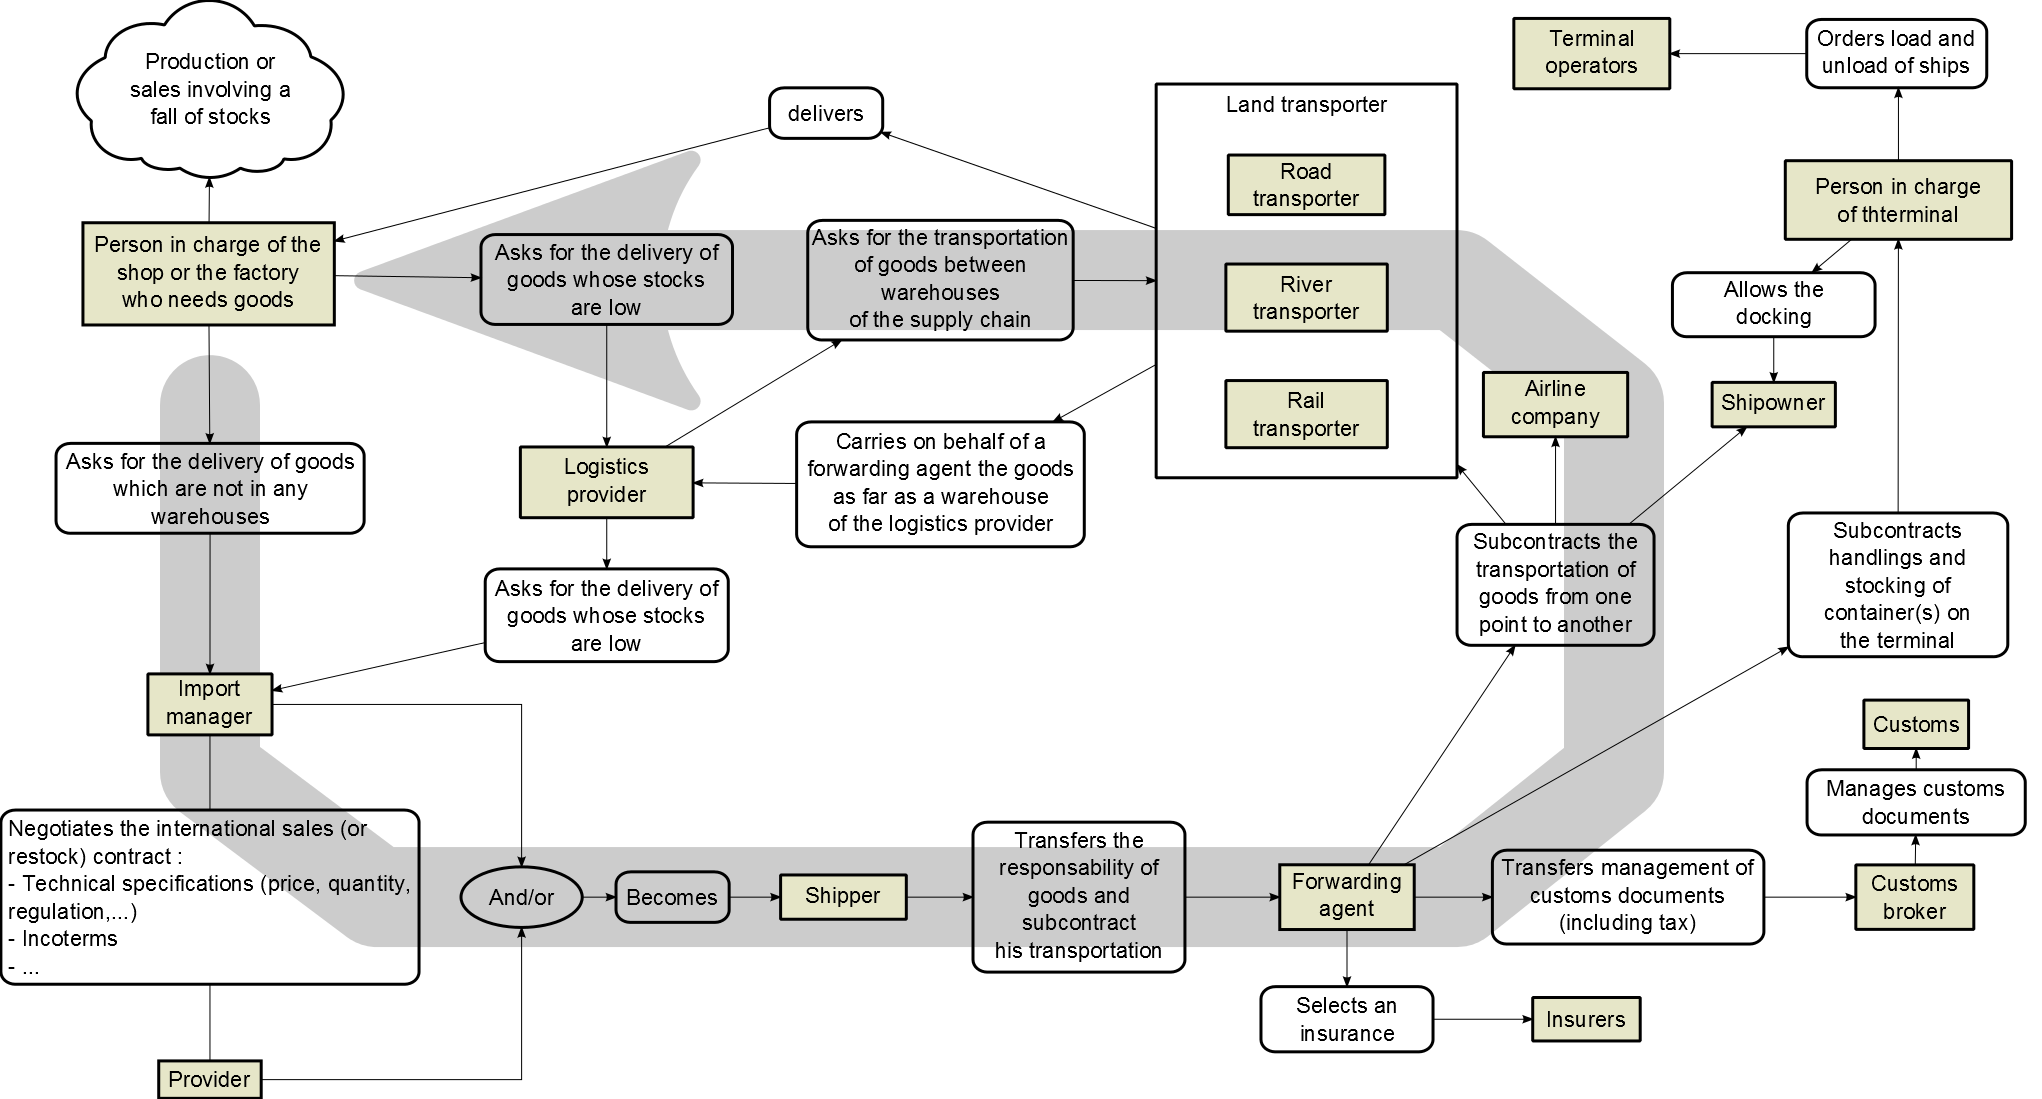 Production or
sales involving a
fall of stocks
Terminal
operators
Orders load and
unload of ships
delivers
Land transporter
Road
transporter
Person in charge
of thterminal
Person in charge of the
shop or the factory
who needs goods
Asks for the delivery of
goods whose stocks
are low
Asks for the transportation
of goods between
warehouses
of the supply chain
River
transporter
Allows the
docking
Rail
transporter
Airline
company
Shipowner
Asks for the delivery of goods
which are not in any
warehouses
Logistics
provider
Carries on behalf of a
forwarding agent the goods
as far as a warehouse
of the logistics provider
Subcontracts the
transportation of
goods from one
point to another
Subcontracts
handlings and
stocking of
container(s) on
the terminal
Asks for the delivery of
goods whose stocks
are low
Import
manager
Customs
Manages customs
documents
Negotiates the international sales (or
restock) contract :
- Technical specifications (price, quantity,
regulation,...)
- Incoterms
- ...
And/or
Becomes
Shipper
Transfers the
responsability of
goods and
subcontract
his transportation
Forwarding
agent
Transfers management of
customs documents
(including tax)
Customs
broker
Selects an
insurance
Insurers
Provider